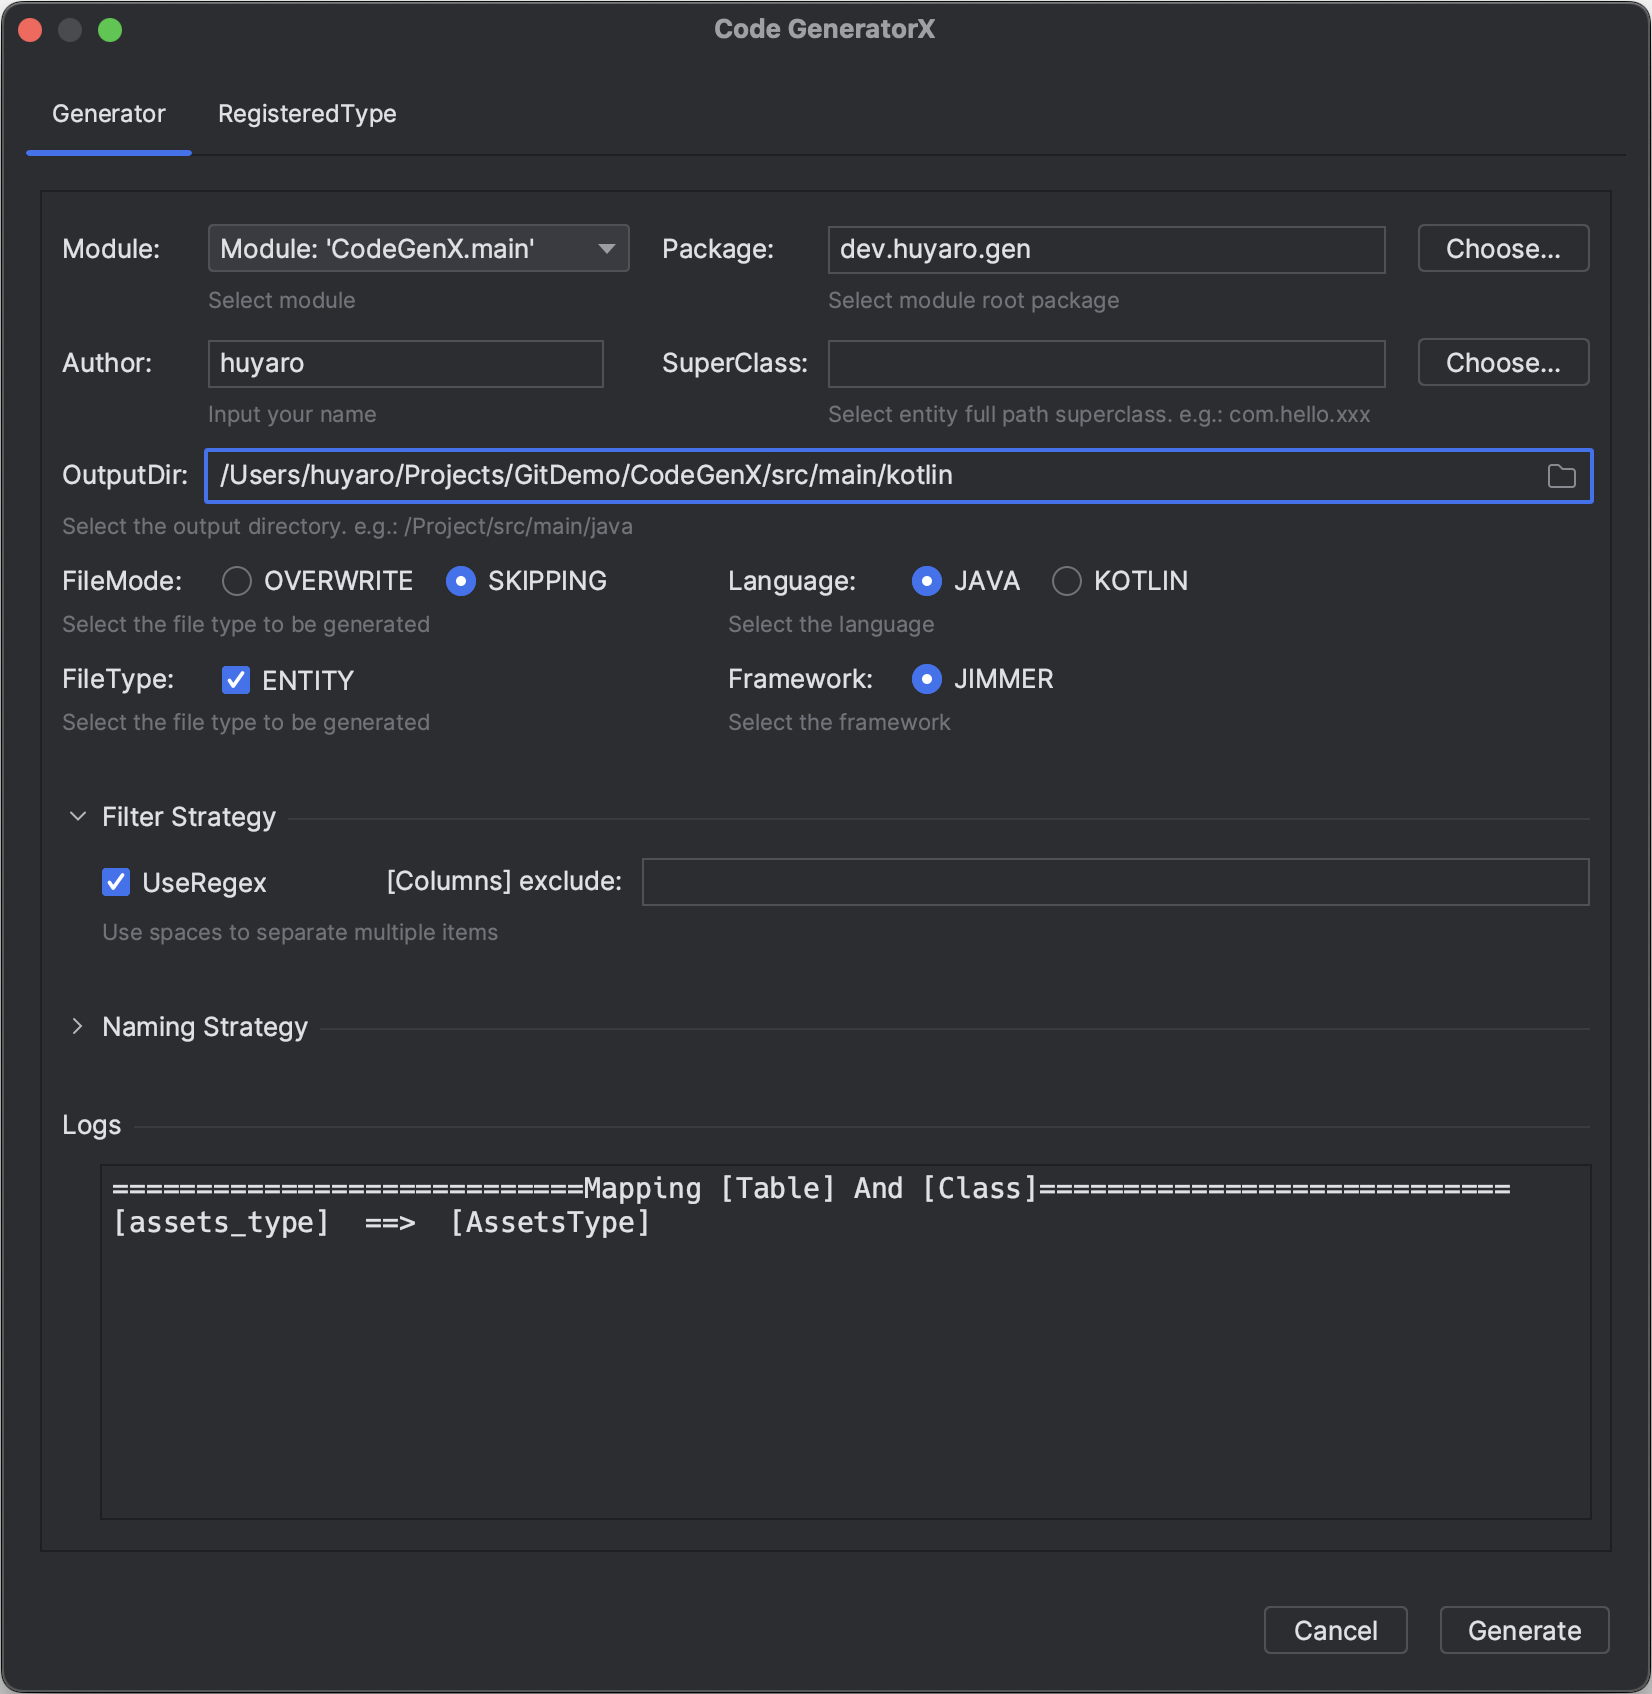 Code GeneratorX
Generator RegisteredType
Module: Module: 'CodeGenX.main' Package: dev.huyaro.gen Choose...
Select module Select module root package
Author: huyaro SuperClass: Choose...
Input your name Select entity full path superclass. e.g.: com.hello.xxx
OutputDir: /Users/huyaro/Projects/GitDemo/CodeGenX/src/main/kotlin
Select the output directory. e.g.: /Project/src/main/java
FileMode: OVERWRITE SKIPPING Language: JAVA KOTLIN
Select the file type to be generated Select the language
FileType: ENTITY Framework: JIMMER
Select the file type to be generated Select the framework
Filter Strategy
UseRegex [Columns] exclude:
Use spaces to separate multiple items
Naming Strategy
Logs
============================Mapping [Table] And [Class]============================
[assets_type]  ==>  [AssetsType]
Cancel Generate